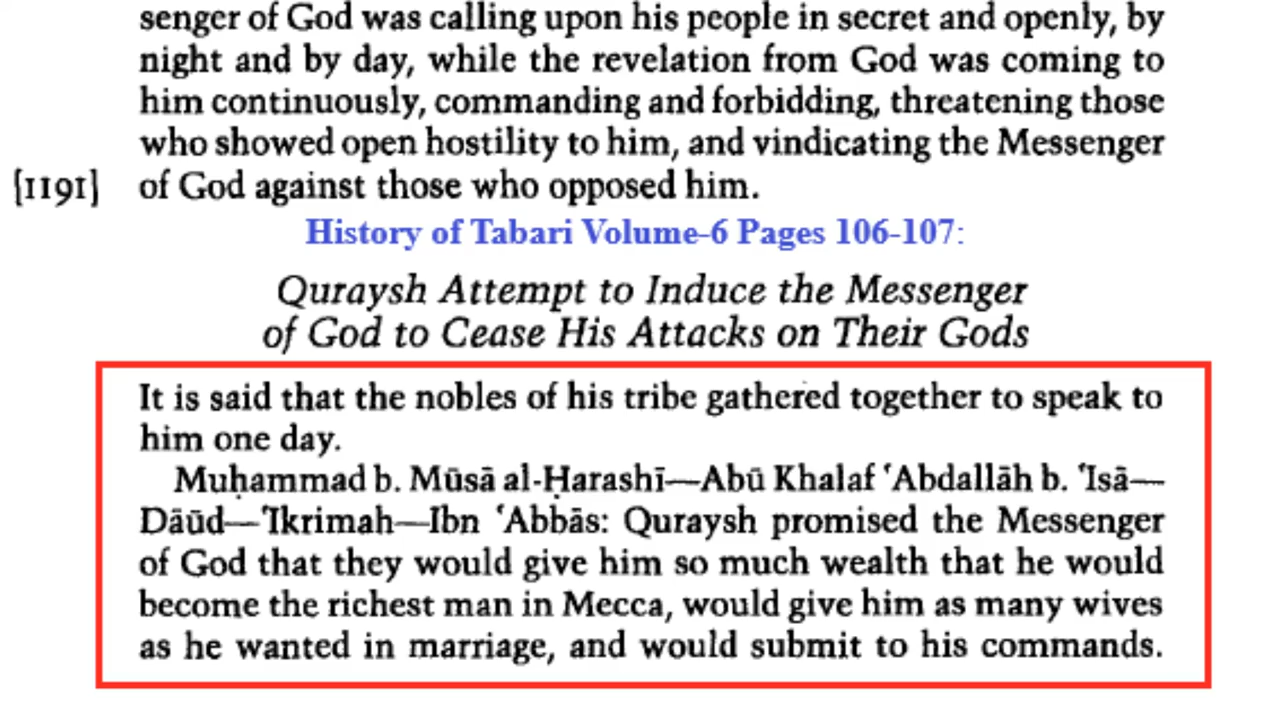 senger of God was calling upon his people in secret and openly, by
night and by day, while the revelation from God was coming to
him continuously, commanding and forbidding, threatening those
who showed open hostility to him, and vindicating the Messenger
[1191] of God against those who opposed him.
History of Tabari Volume-6 Pages 106-107:
Quraysh Attempt to Induce the Messenger
of God to Cease His Attacks on Their Gods
It is said that the nobles of his tribe gathered together to speak to
him one day.
Muḥammad b. Mūsā al-Ḥarashī—Abū Khalaf ʿAbdallāh b. ʿIsā—
Dāūd—ʿIkrimah—Ibn ʿAbbās: Quraysh promised the Messenger
of God that they would give him so much wealth that he would
become the richest man in Mecca, would give him as many wives
as he wanted in marriage, and would submit to his commands.